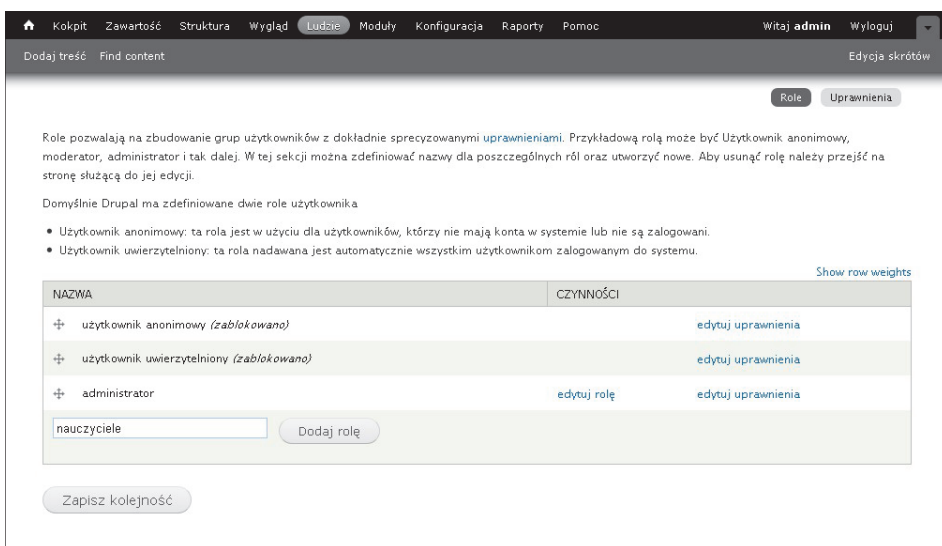 Kokpit Zawartość Struktura Wygląd Ludzie Moduły Konfiguracja Raporty Pomoc Witaj admin Wyloguj
Dodaj treść Find content Edycja skrótów
Role Uprawnienia
Role pozwalają na zbudowanie grup użytkowników z dokładnie sprecyzowanymi uprawnieniami. Przykładową rolą może być Użytkownik anonimowy,
moderator, administrator i tak dalej. W tej sekcji można zdefiniować nazwy dla poszczególnych ról oraz utworzyć nowe. Aby usunąć rolę należy przejść na
stronę służącą do jej edycji.
Domyślnie Drupal ma zdefiniowane dwie role użytkownika
• Użytkownik anonimowy: ta rola jest w użyciu dla użytkowników, którzy nie mają konta w systemie lub nie są zalogowani.
• Użytkownik uwierzytelniony: ta rola nadawana jest automatycznie wszystkim użytkownikom zalogowanym do systemu.
Show row weights
NAZWA CZYNNOŚCI
użytkownik anonimowy (zablokowano) edytuj uprawnienia
użytkownik uwierzytelniony (zablokowano) edytuj uprawnienia
administrator edytuj rolę edytuj uprawnienia
nauczyciele Dodaj rolę
Zapisz kolejność